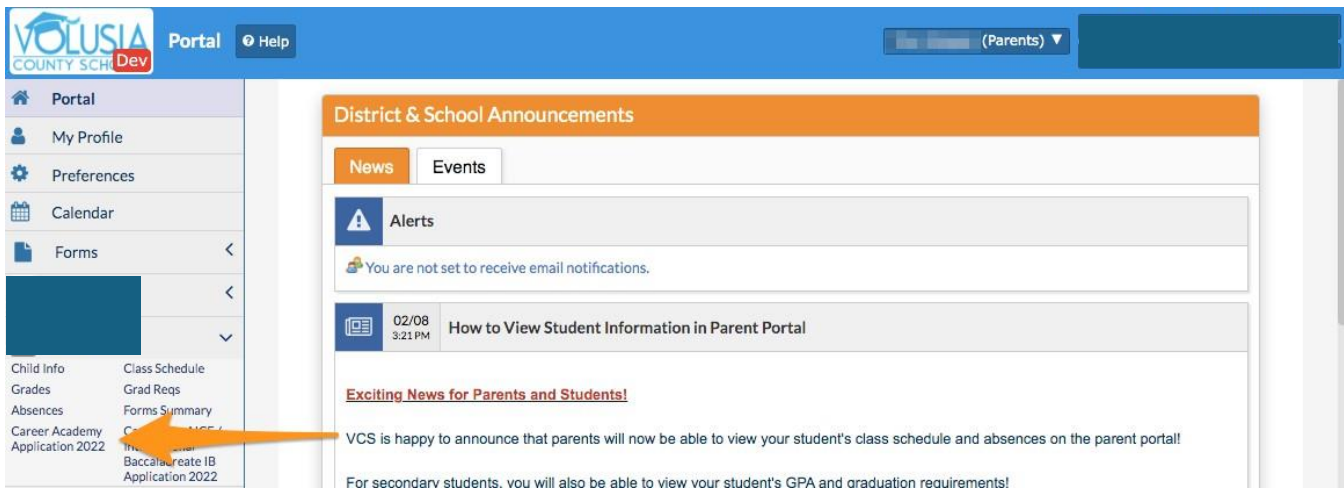 VOLUSIA
COUNTY SCH
Dev
Portal
Help
(Parents) ▼
Portal
My Profile
Preferences
Calendar
Forms
Child Info
Class Schedule
Grades
Grad Reqs
Absences
Forms Summary
Career Academy
Application 2022
Baccalaureate IB
Application 2022
District & School Announcements
News
Events
Alerts
You are not set to receive email notifications.
02/08
3:21 PM
How to View Student Information in Parent Portal
Exciting News for Parents and Students!
VCS is happy to announce that parents will now be able to view your student's class schedule and absences on the parent portal!
For secondary students, you will also be able to view your student's GPA and graduation requirements!